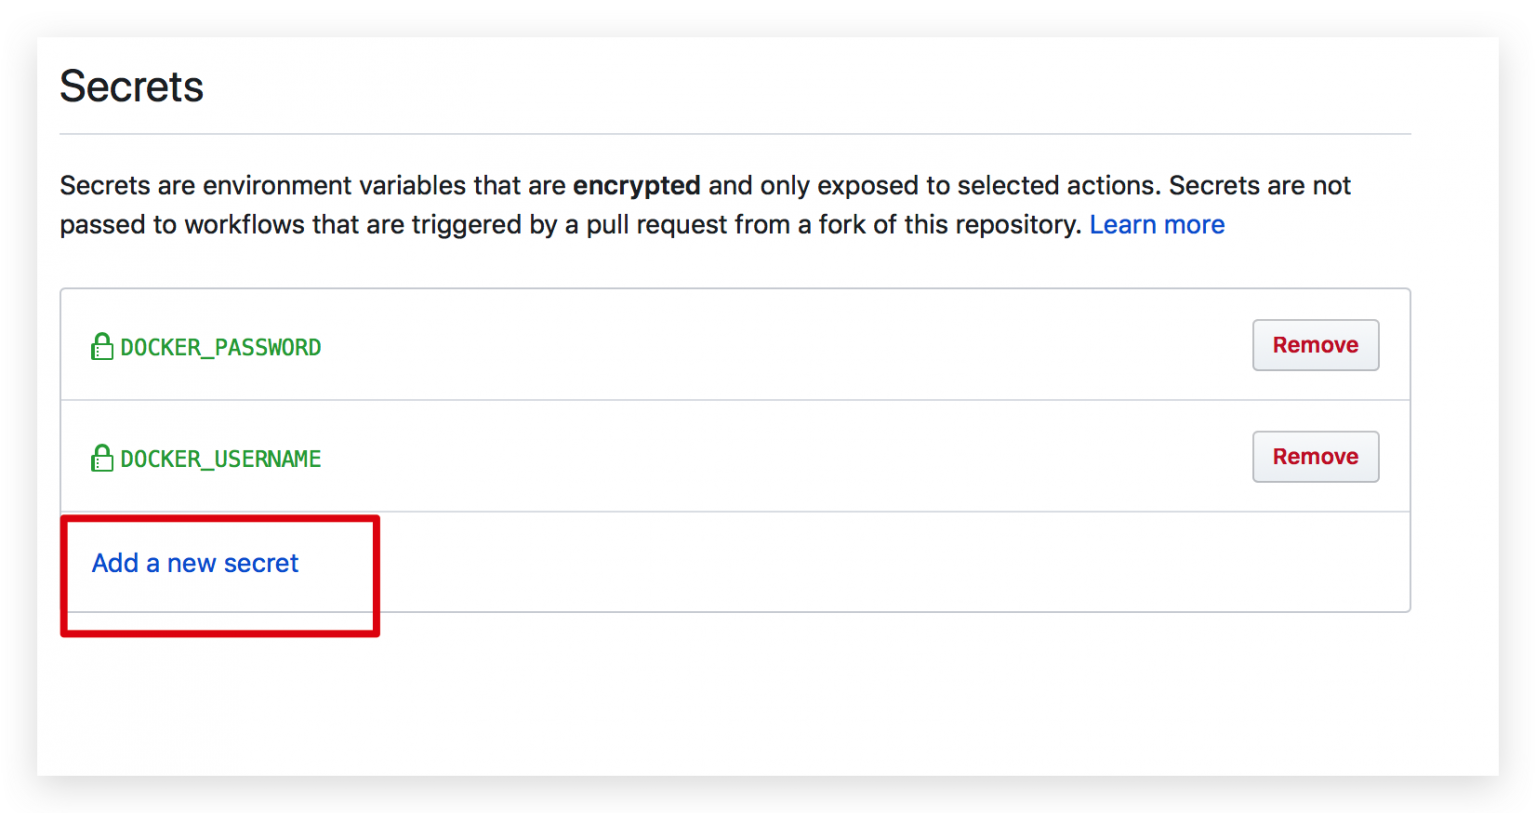 Secrets
Secrets are environment variables that are encrypted and only exposed to selected actions. Secrets are not
passed to workflows that are triggered by a pull request from a fork of this repository. Learn more
DOCKER_PASSWORD Remove
DOCKER_USERNAME Remove
Add a new secret